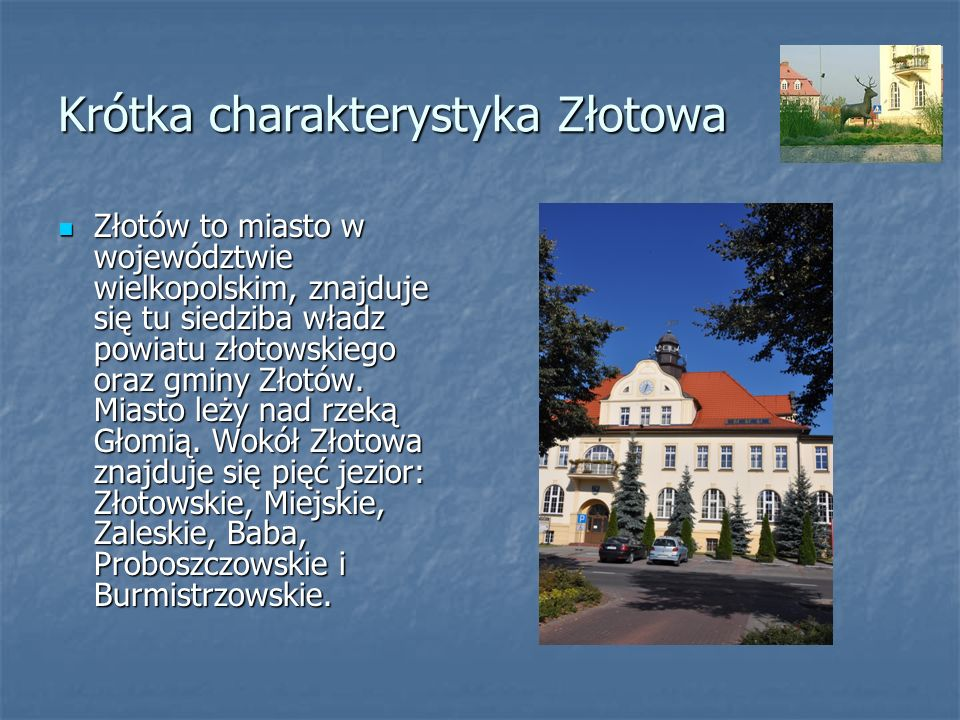 Krótka charakterystyka Złotowa
Złotów to miasto w
województwie
wielkopolskim, znajduje
się tu siedziba władz
powiatu złotowskiego
oraz gminy Złotów.
Miasto leży nad rzeką
Głomią. Wokół Złotowa
znajduje się pięć jezior:
Złotowskie, Miejskie,
Zaleskie, Baba,
Proboszczowskie i
Burmistrzowskie.